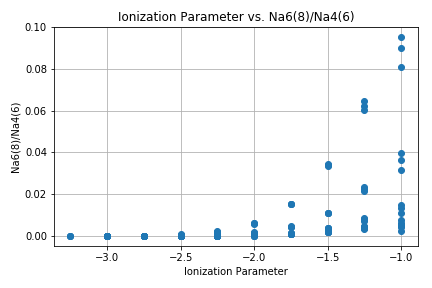 Ionization Parameter vs. Na6(8)/Na4(6)
0.10
0.08
0.06
0.04
0.02
0.00
Na6(8)/Na4(6)
−3.0 −2.5 −2.0 −1.5 −1.0
Ionization Parameter